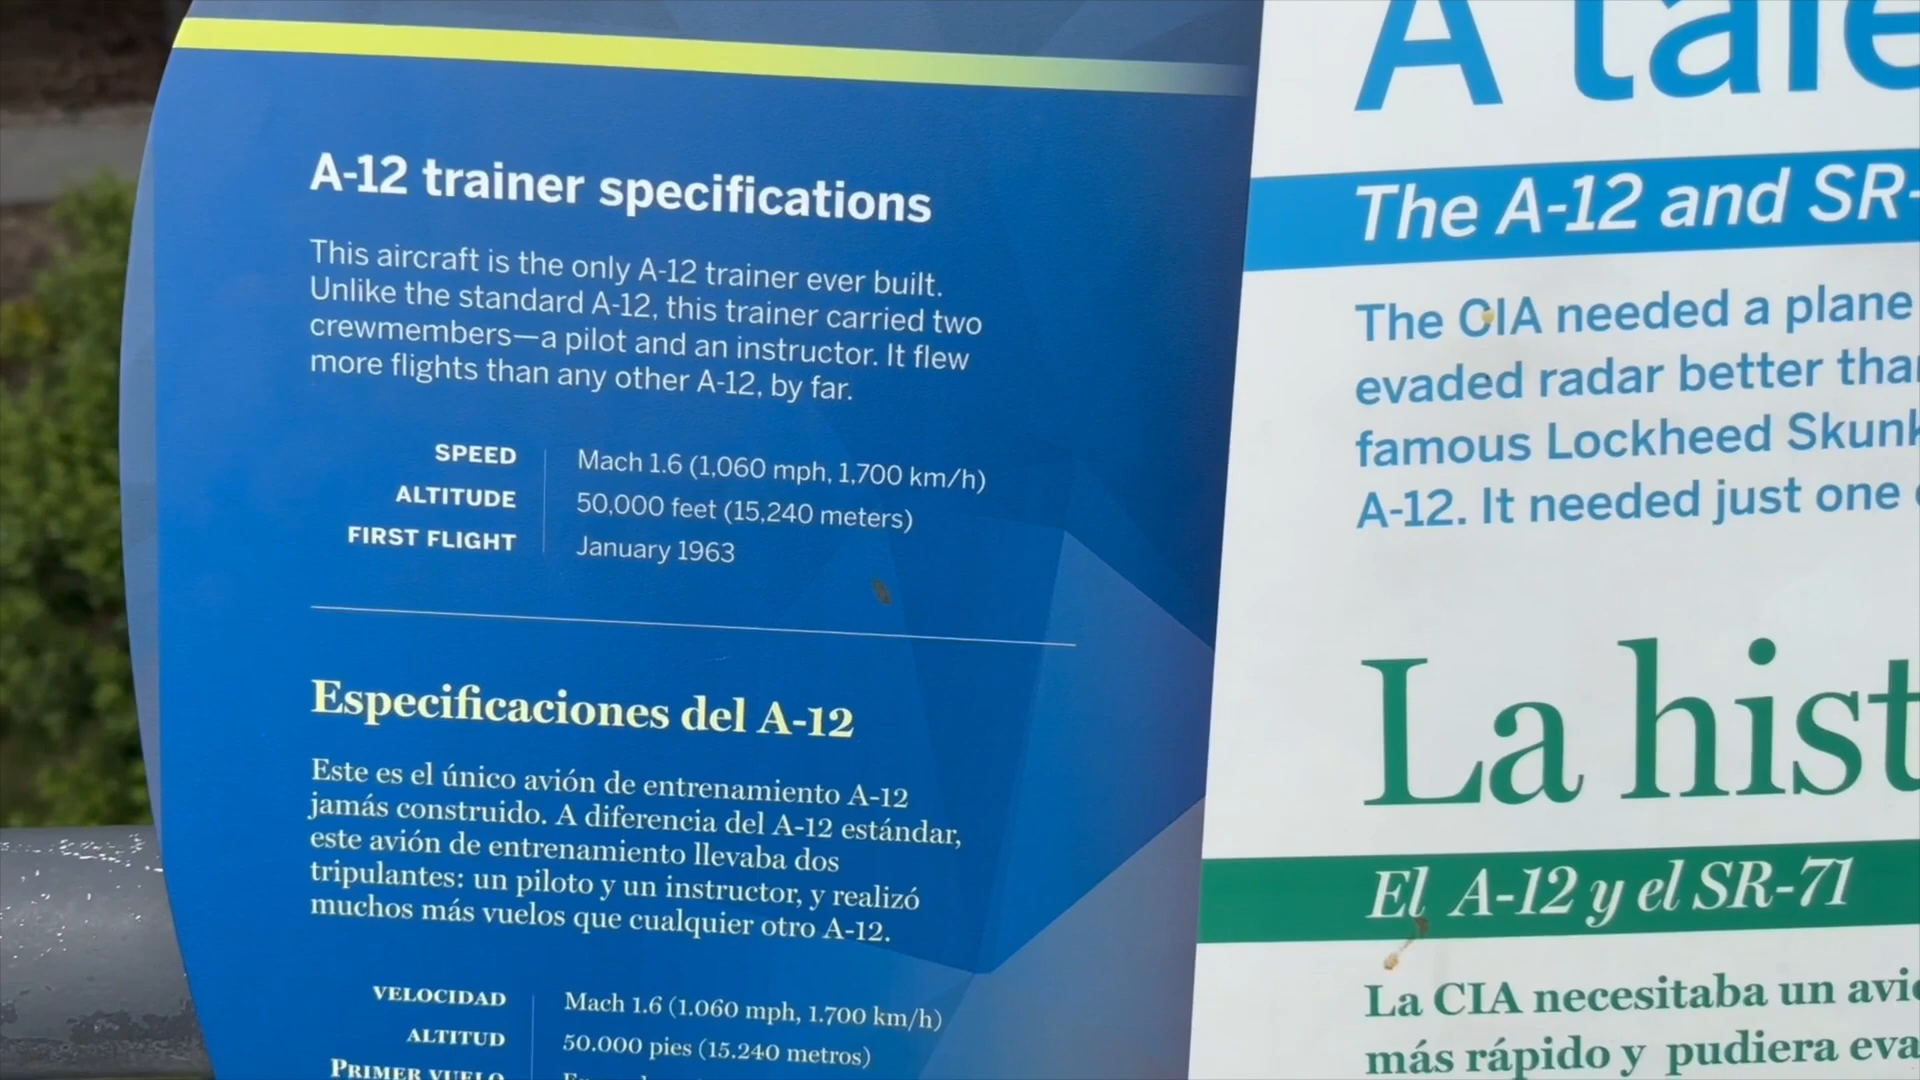 A-12 trainer specifications
This aircraft is the only A-12 trainer ever built.
Unlike the standard A-12, this trainer carried two
crewmembers—a pilot and an instructor. It flew
more flights than any other A-12, by far.
SPEED Mach 1.6 (1,060 mph, 1,700 km/h)
ALTITUDE 50,000 feet (15,240 meters)
FIRST FLIGHT January 1963
Especificaciones del A-12
Este es el único avión de entrenamiento A-12
jamás construido. A diferencia del A-12 estándar,
este avión de entrenamiento llevaba dos
tripulantes: un piloto y un instructor, y realizó
muchos más vuelos que cualquier otro A-12.
VELOCIDAD Mach 1.6 (1.060 mph, 1.700 km/h)
ALTITUD 50.000 pies (15.240 metros)
PRIMER VUELO
A tale
The A-12 and SR-
The CIA needed a plane
evaded radar better tha
famous Lockheed Skunk
A-12. It needed just one
La hist
El A-12 y el SR-71
La CIA necesitaba un avi
más rápido y pudiera eva